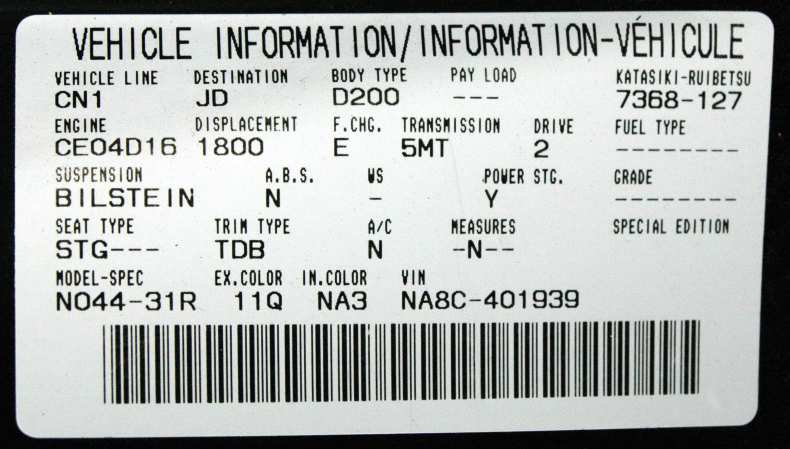 VEHICLE INFORMATION/INFORMATION-VÉHICULE
VEHICLE LINE DESTINATION BODY TYPE PAY LOAD KATASIKI-RUIBETSU
CN1 JD D200 --- 7368-127
ENGINE DISPLACEMENT F.CHG. TRANSMISSION DRIVE FUEL TYPE
CE04D16 1800 E 5MT 2 --------
SUSPENSION A.B.S. WS POWER STG. GRADE
BILSTEIN N - Y --------
SEAT TYPE TRIM TYPE A/C MEASURES SPECIAL EDITION
STG--- TDB N -N--
MODEL-SPEC EX.COLOR IN.COLOR VIN
N044-31R 11Q NA3 NA8C-401939